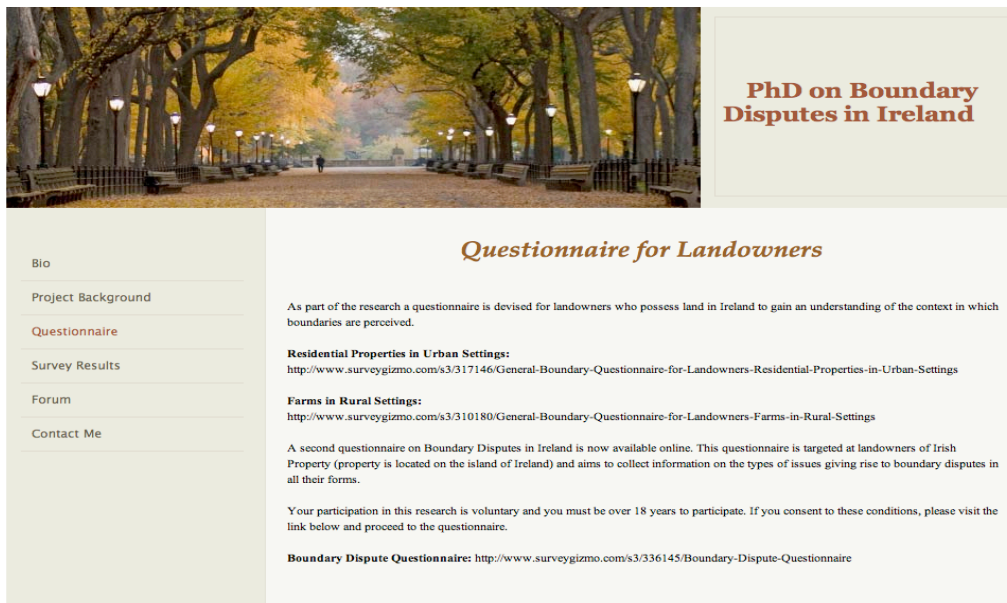 PhD on Boundary
Disputes in Ireland
Bio
Project Background
Questionnaire
Survey Results
Forum
Contact Me
Questionnaire for Landowners
As part of the research a questionnaire is devised for landowners who possess land in Ireland to gain an understanding of the context in which
boundaries are perceived.
Residential Properties in Urban Settings:
http://www.surveygizmo.com/s3/317146/General-Boundary-Questionnaire-for-Landowners-Residential-Properties-in-Urban-Settings
Farms in Rural Settings:
http://www.surveygizmo.com/s3/310180/General-Boundary-Questionnaire-for-Landowners-Farms-in-Rural-Settings
A second questionnaire on Boundary Disputes in Ireland is now available online. This questionnaire is targeted at landowners of Irish
Property (property is located on the island of Ireland) and aims to collect information on the types of issues giving rise to boundary disputes in
all their forms.
Your participation in this research is voluntary and you must be over 18 years to participate. If you consent to these conditions, please visit the
link below and proceed to the questionnaire.
Boundary Dispute Questionnaire: http://www.surveygizmo.com/s3/336145/Boundary-Dispute-Questionnaire